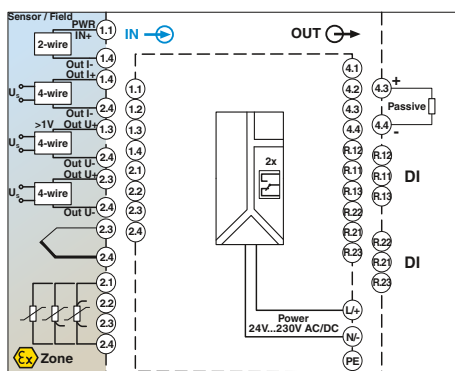 Sensor / Field
IN
OUT
PWR
IN+
1.1
2-wire
1.4
Out I-
Out I+
1.4
Us
4-wire
2.4
Out I-
>1V
Out U+
1.3
Us
4-wire
2.4
Out U-
Out U+
2.3
Us
4-wire
2.4
Out U-
2.3
2.4
2.1
2.2
2.3
2.4
Ex Zone
1.1
1.2
1.3
1.4
2.1
2.2
2.3
2.4
2x
Power
24V...230V AC/DC
4.1
4.2
4.3
4.4
R.12
R.11
R.13
R.22
R.21
R.23
L/+
N/-
PE
4.3
+
Passive
4.4
-
R.12
R.11
DI
R.13
R.22
R.21
DI
R.23